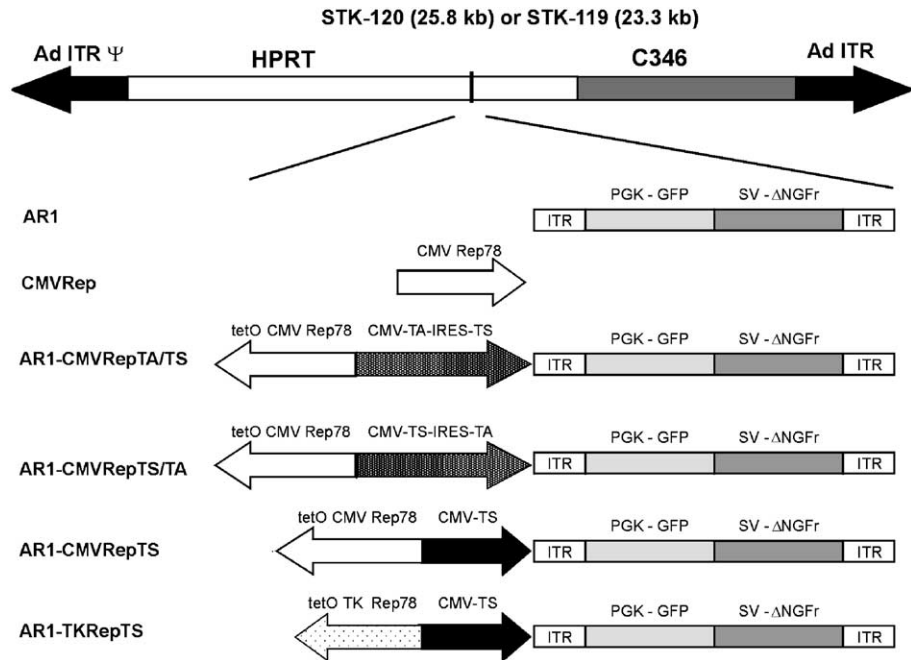 STK-120 (25.8 kb) or STK-119 (23.3 kb)
Ad ITR Ψ HPRT C346 Ad ITR
PGK - GFP SV - ΔNGFr
AR1 ITR ITR
CMV Rep78
CMVRep
tetO CMV Rep78 CMV-TA-IRES-TS PGK - GFP SV - ΔNGFr
AR1-CMVRepTA/TS ITR ITR
tetO CMV Rep78 CMV-TS-IRES-TA PGK - GFP SV - ΔNGFr
AR1-CMVRepTS/TA ITR ITR
tetO CMV Rep78 CMV-TS PGK - GFP SV - ΔNGFr
AR1-CMVRepTS ITR ITR
tetO TK Rep78 CMV-TS PGK - GFP SV - ΔNGFr
AR1-TKRepTS ITR ITR